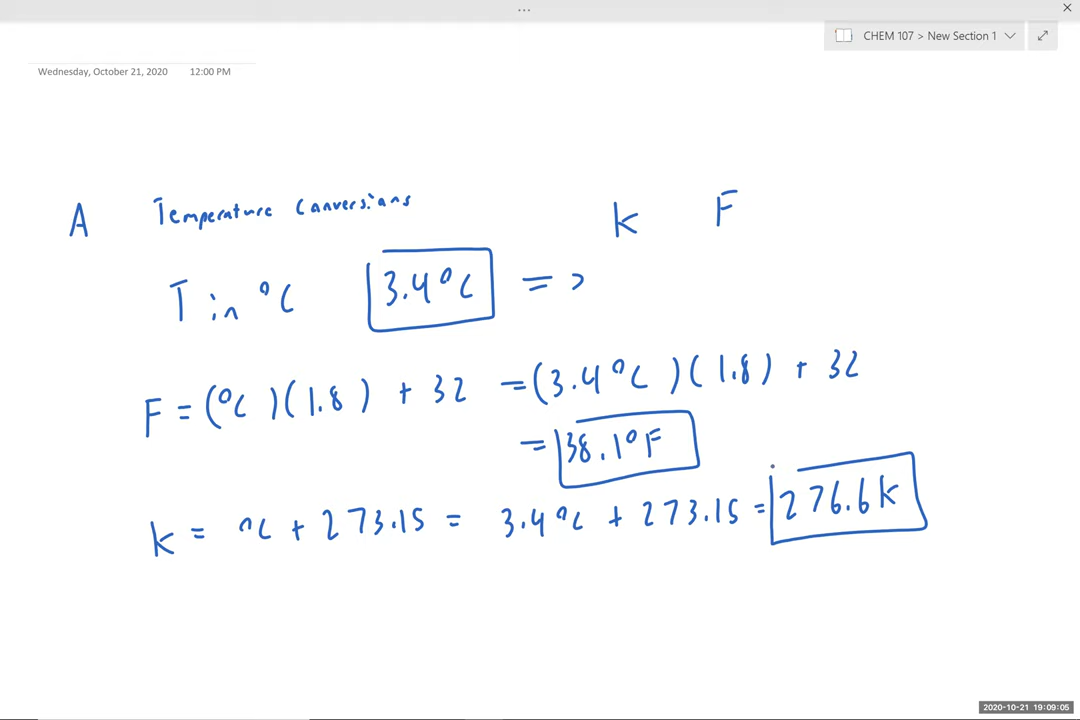 CHEM 107 > New Section 1
Wednesday, October 21, 2020 12:00 PM
A Temperature Conversions K F
T in °C 3.4°C =>
F = (°C)(1.8) + 32 = (3.4°C)(1.8) + 32
= 38.1°F
K = °C + 273.15 = 3.4°C + 273.15 = 276.6K
2020-10-21 19:09:05